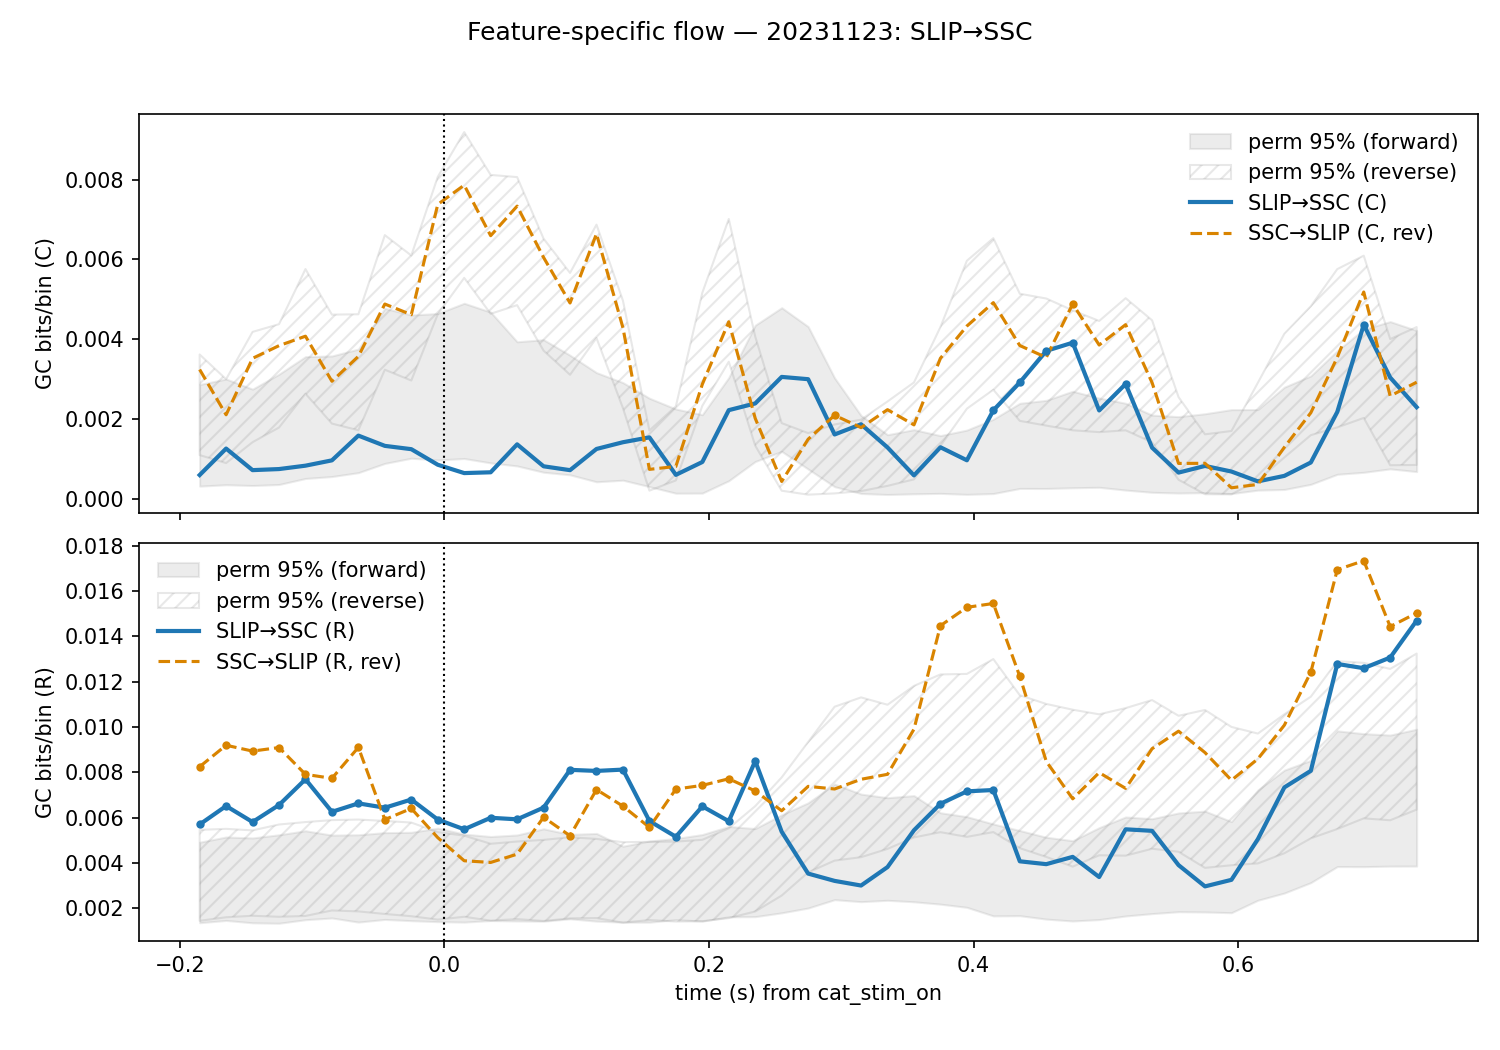 Feature-specific flow — 20231123: SLIP→SSC
GC bits/bin (C)
0.008
0.006
0.004
0.002
0.000
perm 95% (forward)
perm 95% (reverse)
SLIP→SSC (C)
SSC→SLIP (C, rev)
GC bits/bin (R)
0.018
0.016
0.014
0.012
0.010
0.008
0.006
0.004
0.002
perm 95% (forward)
perm 95% (reverse)
SLIP→SSC (R)
SSC→SLIP (R, rev)
−0.2 0.0 0.2 0.4 0.6
time (s) from cat_stim_on